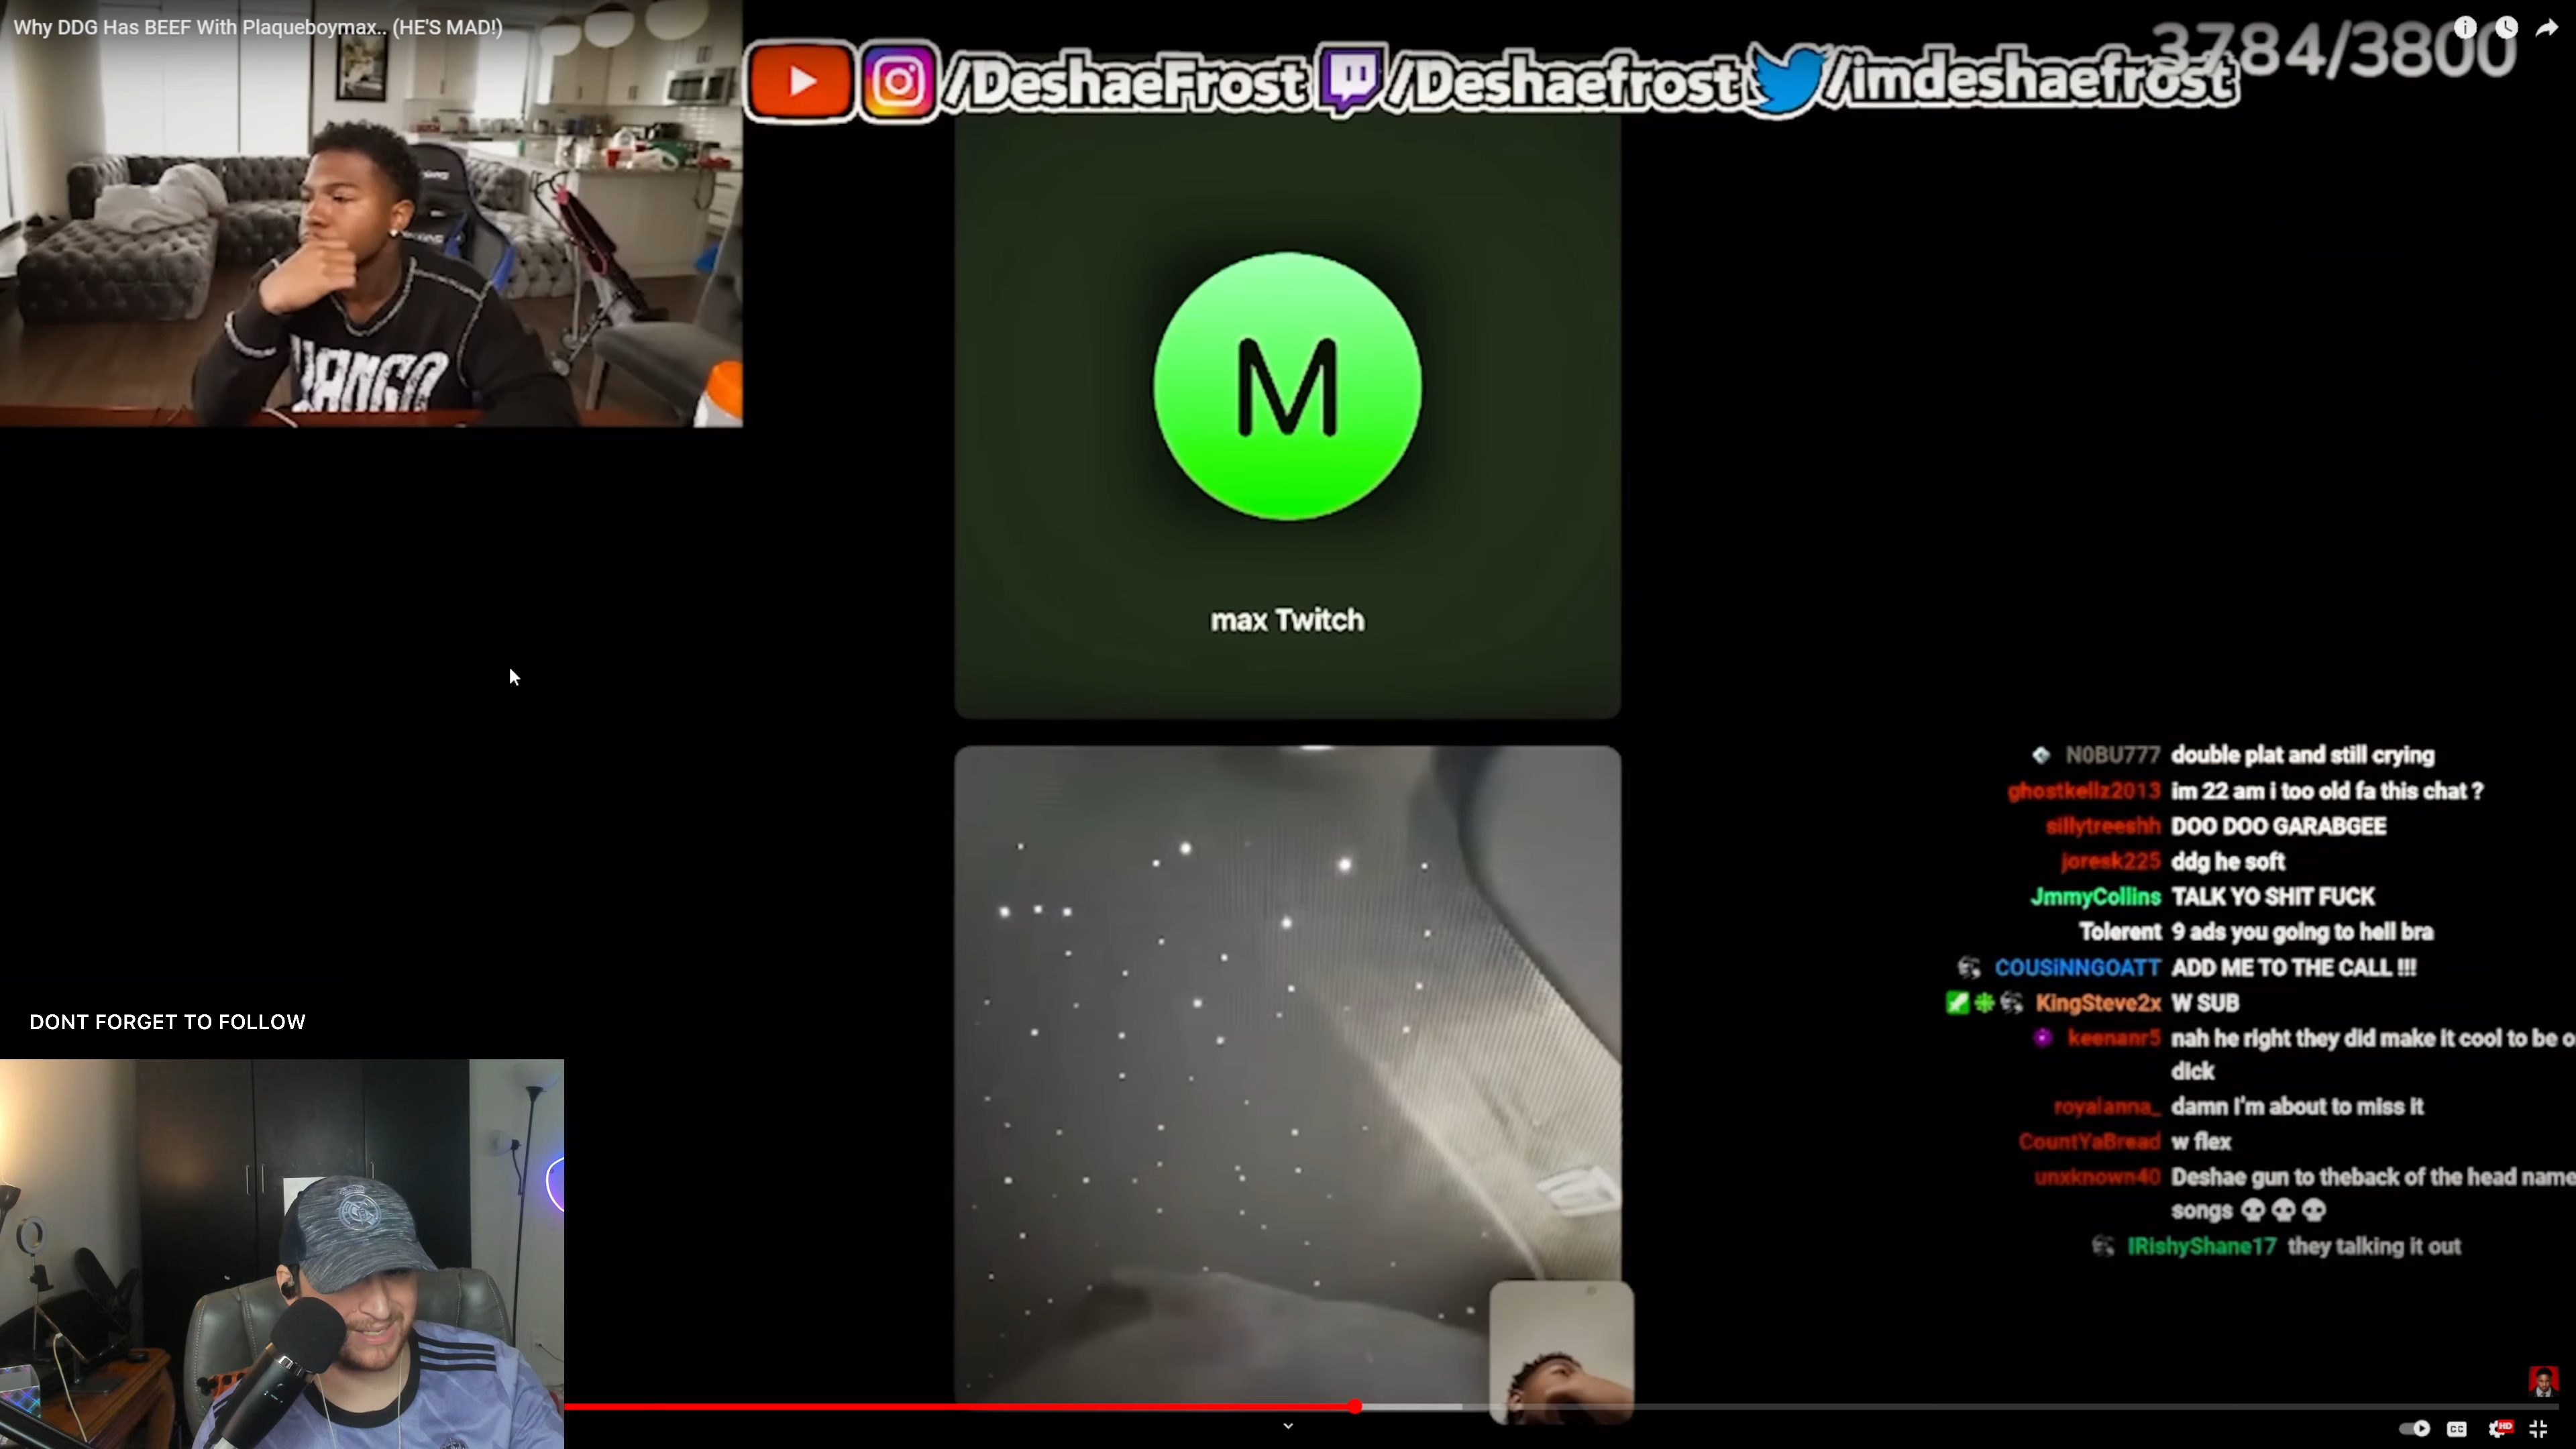 Why DDG Has BEEF With Plaqueboymax.. (HE'S MAD!)
3784/3800
/DeshaeFrost /Deshaefrost /imdeshaefrost
M
max Twitch
N0BU777 double plat and still crying
ghostkellz2013 im 22 am i too old fa this chat ?
sillytreeshh DOO DOO GARABGEE
joresk225 ddg he soft
JmmyCollins TALK YO SHIT FUCK
Tolerent 9 ads you going to hell bra
COUSiNNGOATT ADD ME TO THE CALL !!!
KingSteve2x W SUB
keenanr5 nah he right they did make it cool to be o
dick
royalanna_ damn I'm about to miss it
CountYaBread w flex
unxknown40 Deshae gun to theback of the head name
songs 💀💀💀
IRishyShane17 they talking it out
DONT FORGET TO FOLLOW
CC
HD